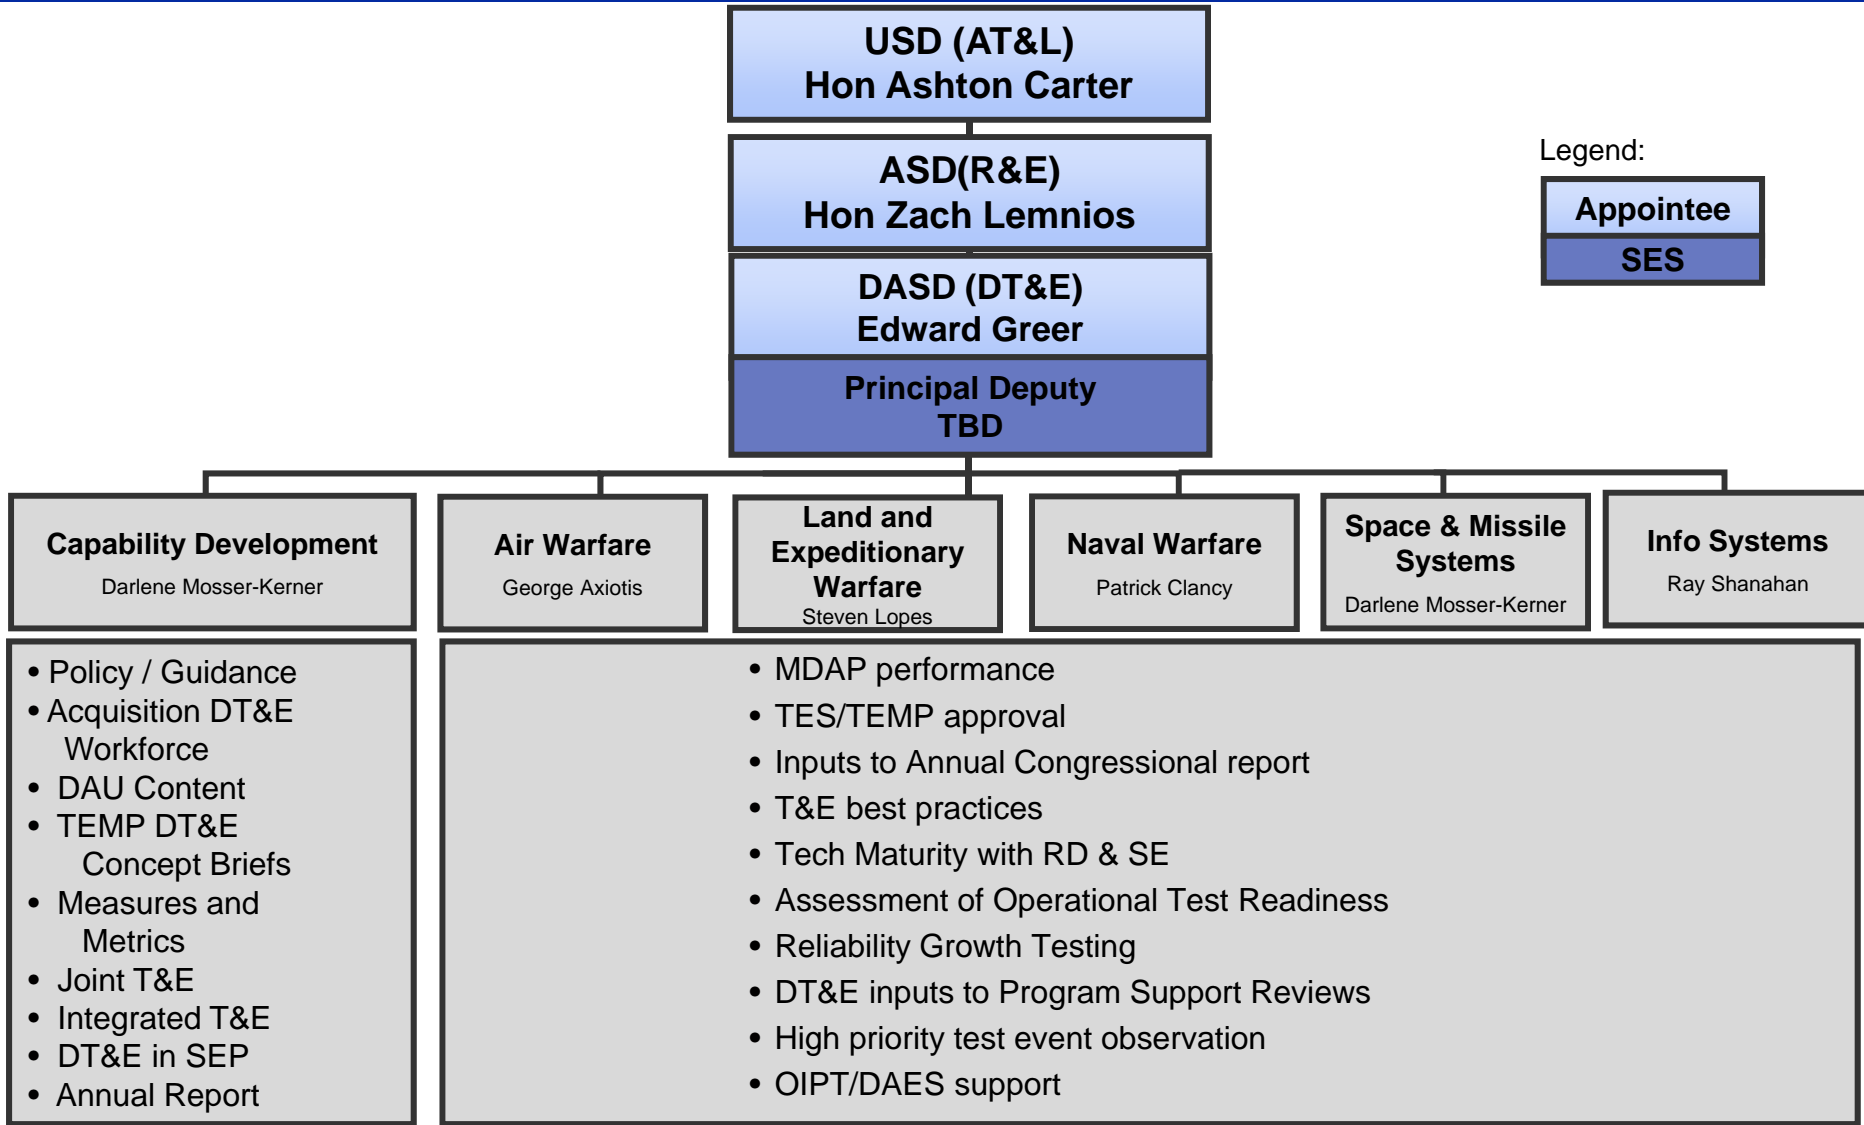 USD (AT&L)
Hon Ashton Carter
ASD(R&E)
Hon Zach Lemnios
Legend:
Appointee
SES
DASD (DT&E)
Edward Greer
Principal Deputy
TBD
Capability Development
Darlene Mosser-Kerner
Air Warfare
George Axiotis
Land and
Expeditionary
Warfare
Steven Lopes
Naval Warfare
Patrick Clancy
Space & Missile
Systems
Darlene Mosser-Kerner
Info Systems
Ray Shanahan
• Policy / Guidance
• Acquisition DT&E
Workforce
• DAU Content
• TEMP DT&E
Concept Briefs
• Measures and
Metrics
• Joint T&E
• Integrated T&E
• DT&E in SEP
• Annual Report
• MDAP performance
• TES/TEMP approval
• Inputs to Annual Congressional report
• T&E best practices
• Tech Maturity with RD & SE
• Assessment of Operational Test Readiness
• Reliability Growth Testing
• DT&E inputs to Program Support Reviews
• High priority test event observation
• OIPT/DAES support